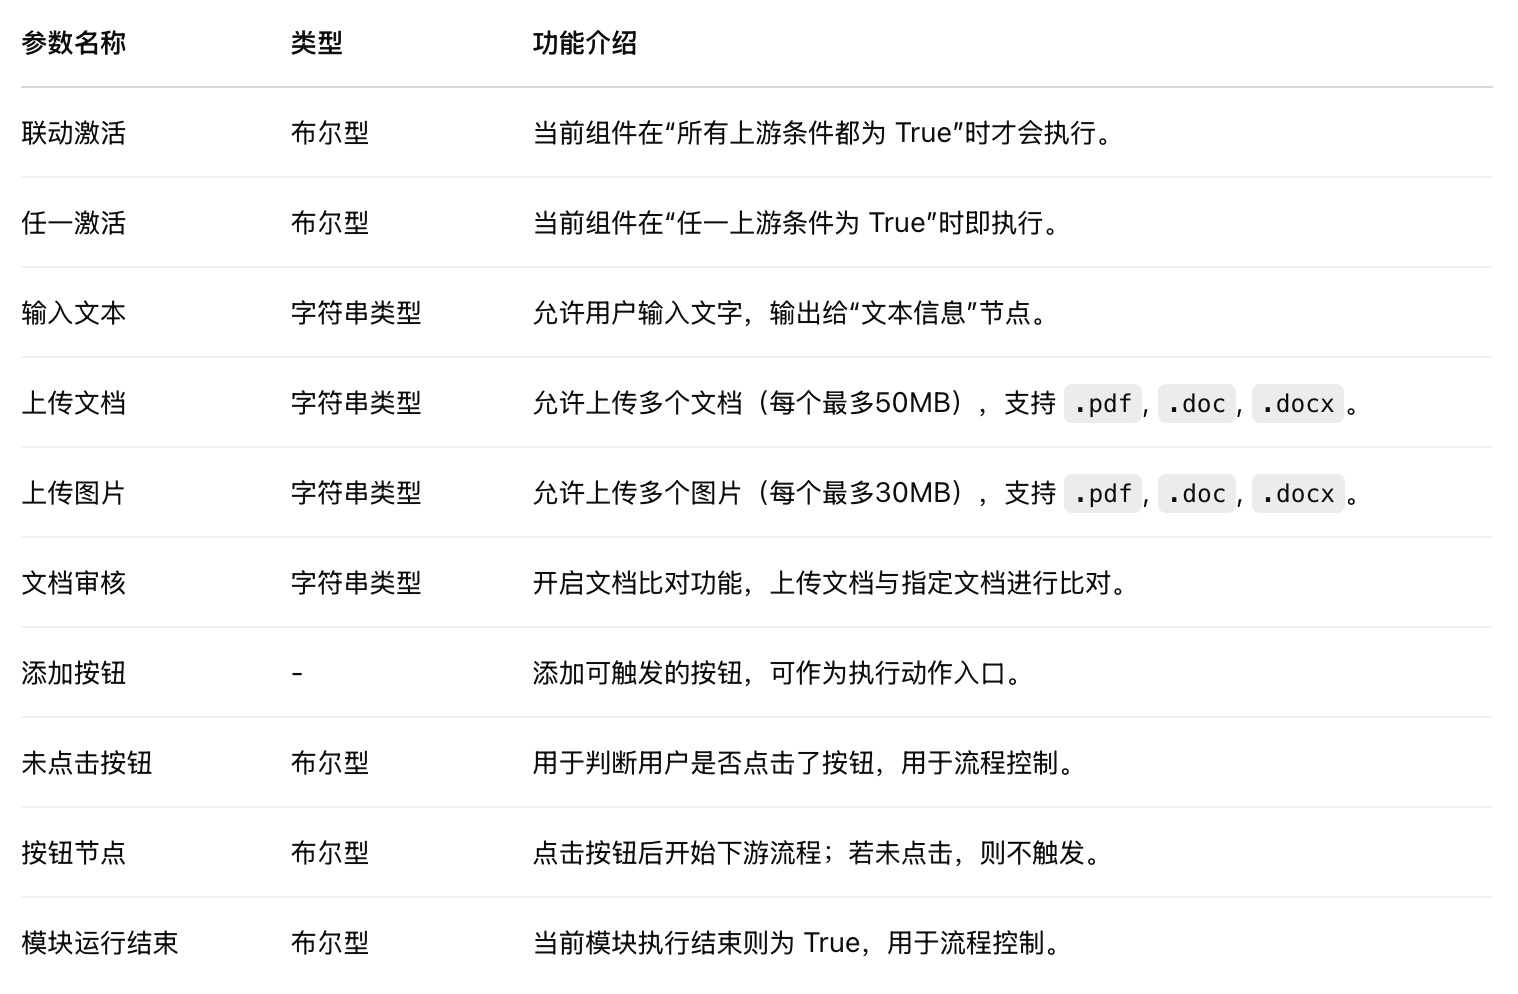 参数名称 类型 功能介绍
联动激活 布尔型 当前组件在“所有上游条件都为 True”时才会执行。
任一激活 布尔型 当前组件在“任一上游条件为 True”时即执行。
输入文本 字符串类型 允许用户输入文字，输出给“文本信息”节点。
上传文档 字符串类型 允许上传多个文档（每个最多50MB），支持 .pdf, .doc, .docx。
上传图片 字符串类型 允许上传多个图片（每个最多30MB），支持 .pdf, .doc, .docx。
文档审核 字符串类型 开启文档比对功能，上传文档与指定文档进行比对。
添加按钮 - 添加可触发的按钮，可作为执行动作入口。
未点击按钮 布尔型 用于判断用户是否点击了按钮，用于流程控制。
按钮节点 布尔型 点击按钮后开始下游流程；若未点击，则不触发。
模块运行结束 布尔型 当前模块执行结束则为 True，用于流程控制。